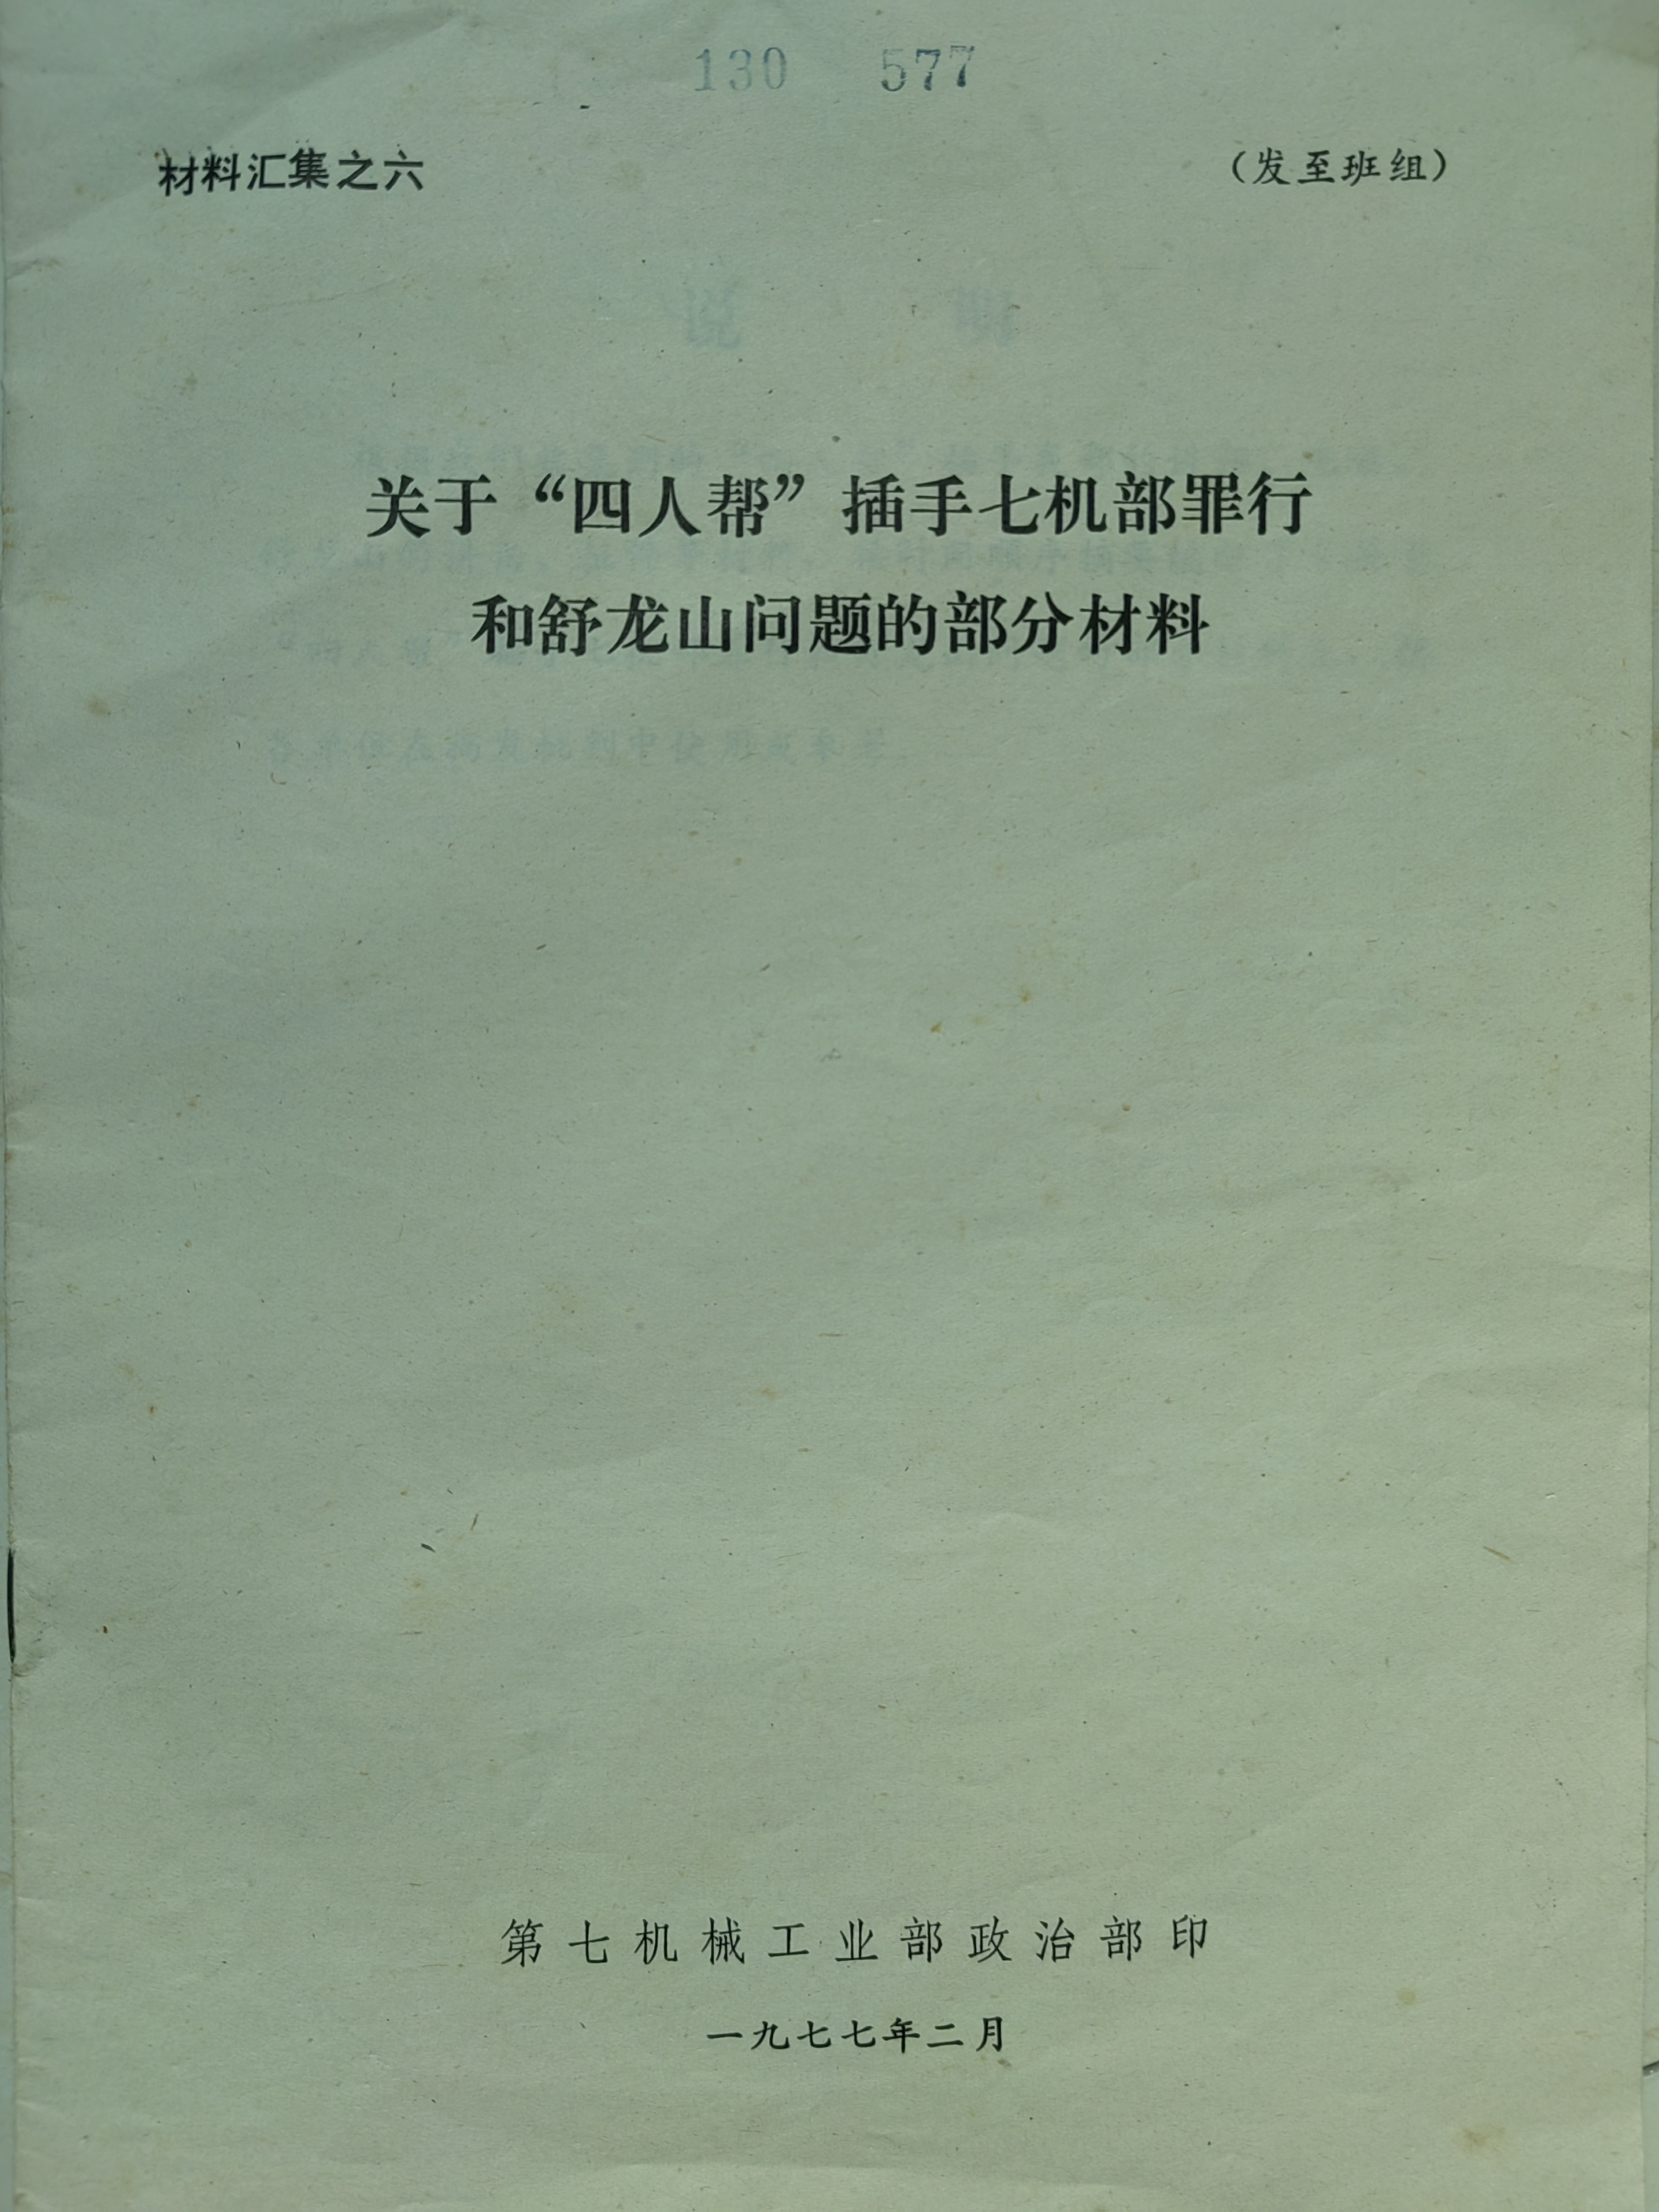 130 577
材料汇集之六 （发至班组）
关于“四人帮”插手七机部罪行
和舒龙山问题的部分材料
第七机械工业部政治部印
一九七七年二月